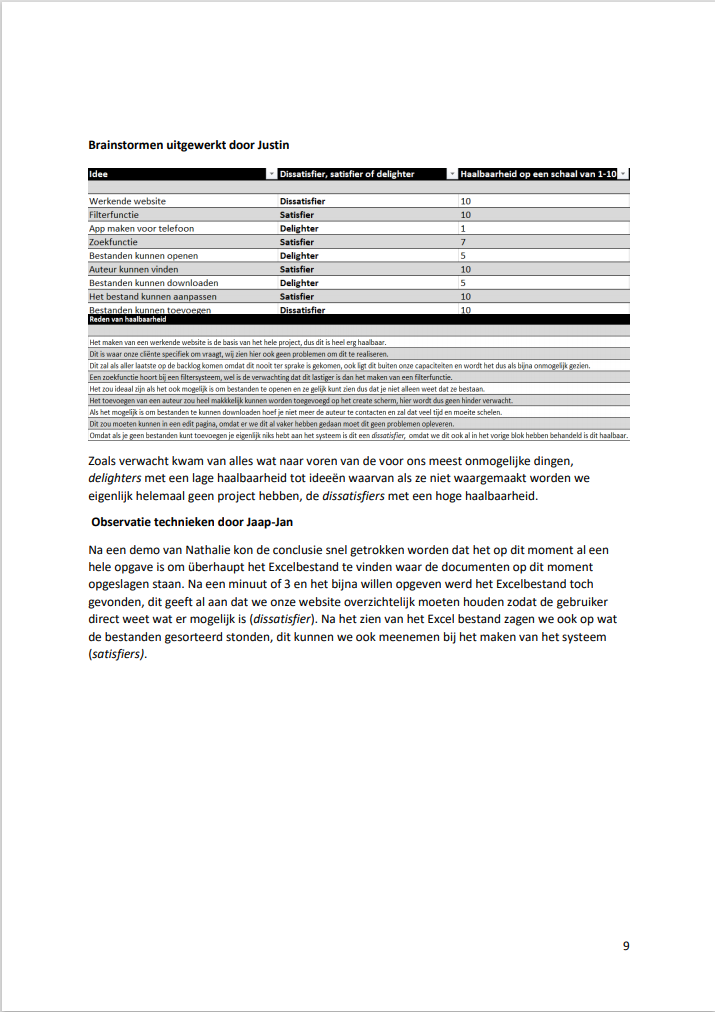 Brainstormen uitgewerkt door Justin
Idee Dissatisfier, satisfier of delighter Haalbaarheid op een schaal van 1-10
Werkende website Dissatisfier 10
Filterfunctie Satisfier 10
App maken voor telefoon Delighter 1
Zoekfunctie Satisfier 7
Bestanden kunnen openen Delighter 5
Auteur kunnen vinden Satisfier 10
Bestanden kunnen downloaden Delighter 5
Het bestand kunnen aanpassen Satisfier 10
Bestanden kunnen toevoegen Dissatisfier 10
Reden van haalbaarheid
Het maken van een werkende website is de basis van het hele project, dus dit is heel erg haalbaar.
Dit is waar onze cliënte specifiek om vraagt, wij zien hier ook geen problemen om dit te realiseren.
Dit zal als aller laatste op de backlog komen omdat dit nooit ter sprake is gekomen, ook ligt dit buiten onze capaciteiten en wordt het dus als bijna onmogelijk gezien.
Een zoekfunctie hoort bij een filtersysteem, wel is de verwachting dat dit lastiger is dan het maken van een filterfunctie.
Het zou ideaal zijn als het ook mogelijk is om bestanden te openen en ze gelijk kunt zien dus dat je niet alleen weet dat ze bestaan.
Het toevoegen van een auteur zou heel makkkelijk kunnen worden toegevoegd op het create scherm, hier wordt dus geen hinder verwacht.
Als het mogelijk is om bestanden te kunnen downloaden hoef je niet meer de auteur te contacten en zal dat veel tijd en moeite schelen.
Dit zou moeten kunnen in een edit pagina, omdat er we dit al vaker hebben gedaan moet dit geen problemen opleveren.
Omdat als je geen bestanden kunt toevoegen je eigenlijk niks hebt aan het systeem is dit een dissatisfier, omdat we dit ook al in het vorige blok hebben behandeld is dit haalbaar.
Zoals verwacht kwam van alles wat naar voren van de voor ons meest onmogelijke dingen,
delighters met een lage haalbaarheid tot ideeën waarvan als ze niet waargemaakt worden we
eigenlijk helemaal geen project hebben, de dissatisfiers met een hoge haalbaarheid.
Observatie technieken door Jaap-Jan
Na een demo van Nathalie kon de conclusie snel getrokken worden dat het op dit moment al een
hele opgave is om überhaupt het Excelbestand te vinden waar de documenten op dit moment
opgeslagen staan. Na een minuut of 3 en het bijna willen opgeven werd het Excelbestand toch
gevonden, dit geeft al aan dat we onze website overzichtelijk moeten houden zodat de gebruiker
direct weet wat er mogelijk is (dissatisfier). Na het zien van het Excel bestand zagen we ook op wat
de bestanden gesorteerd stonden, dit kunnen we ook meenemen bij het maken van het systeem
(satisfiers).
9